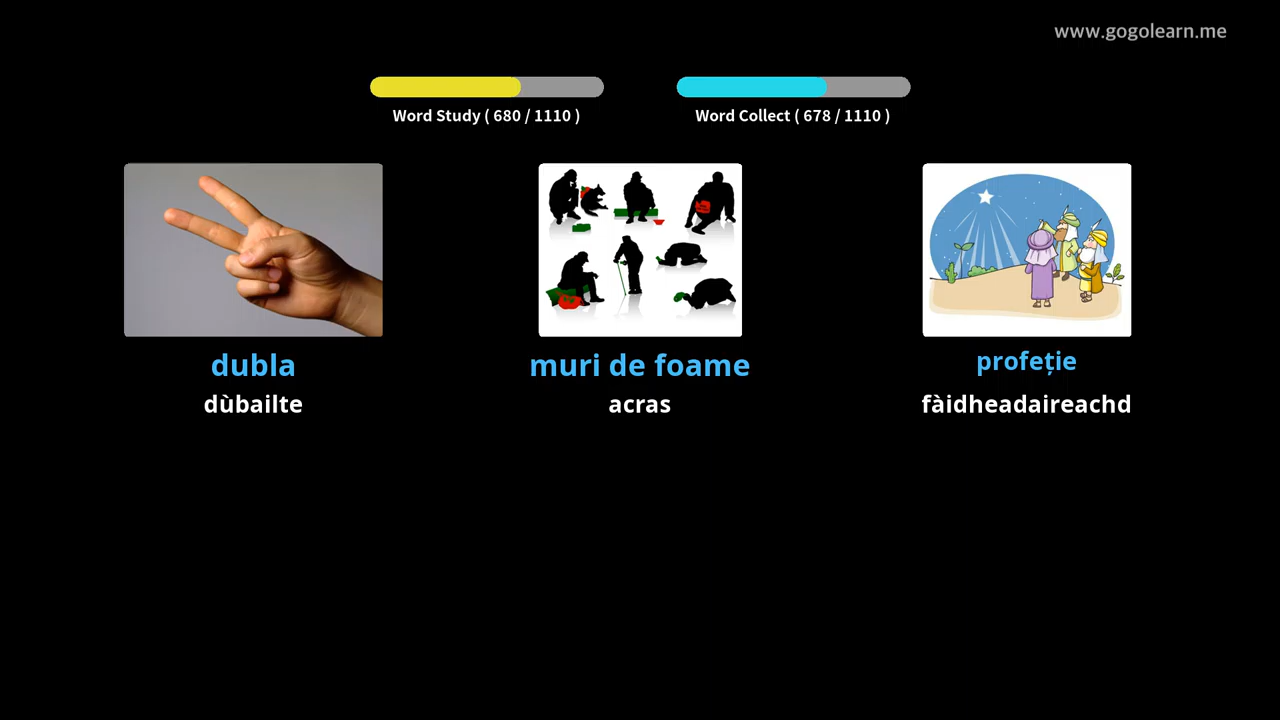 www.gogolearn.me
Word Study ( 680 / 1110 )
Word Collect ( 678 / 1110 )
dubla
dùbailte
muri de foame
acras
profeție
fàidheadaireachd